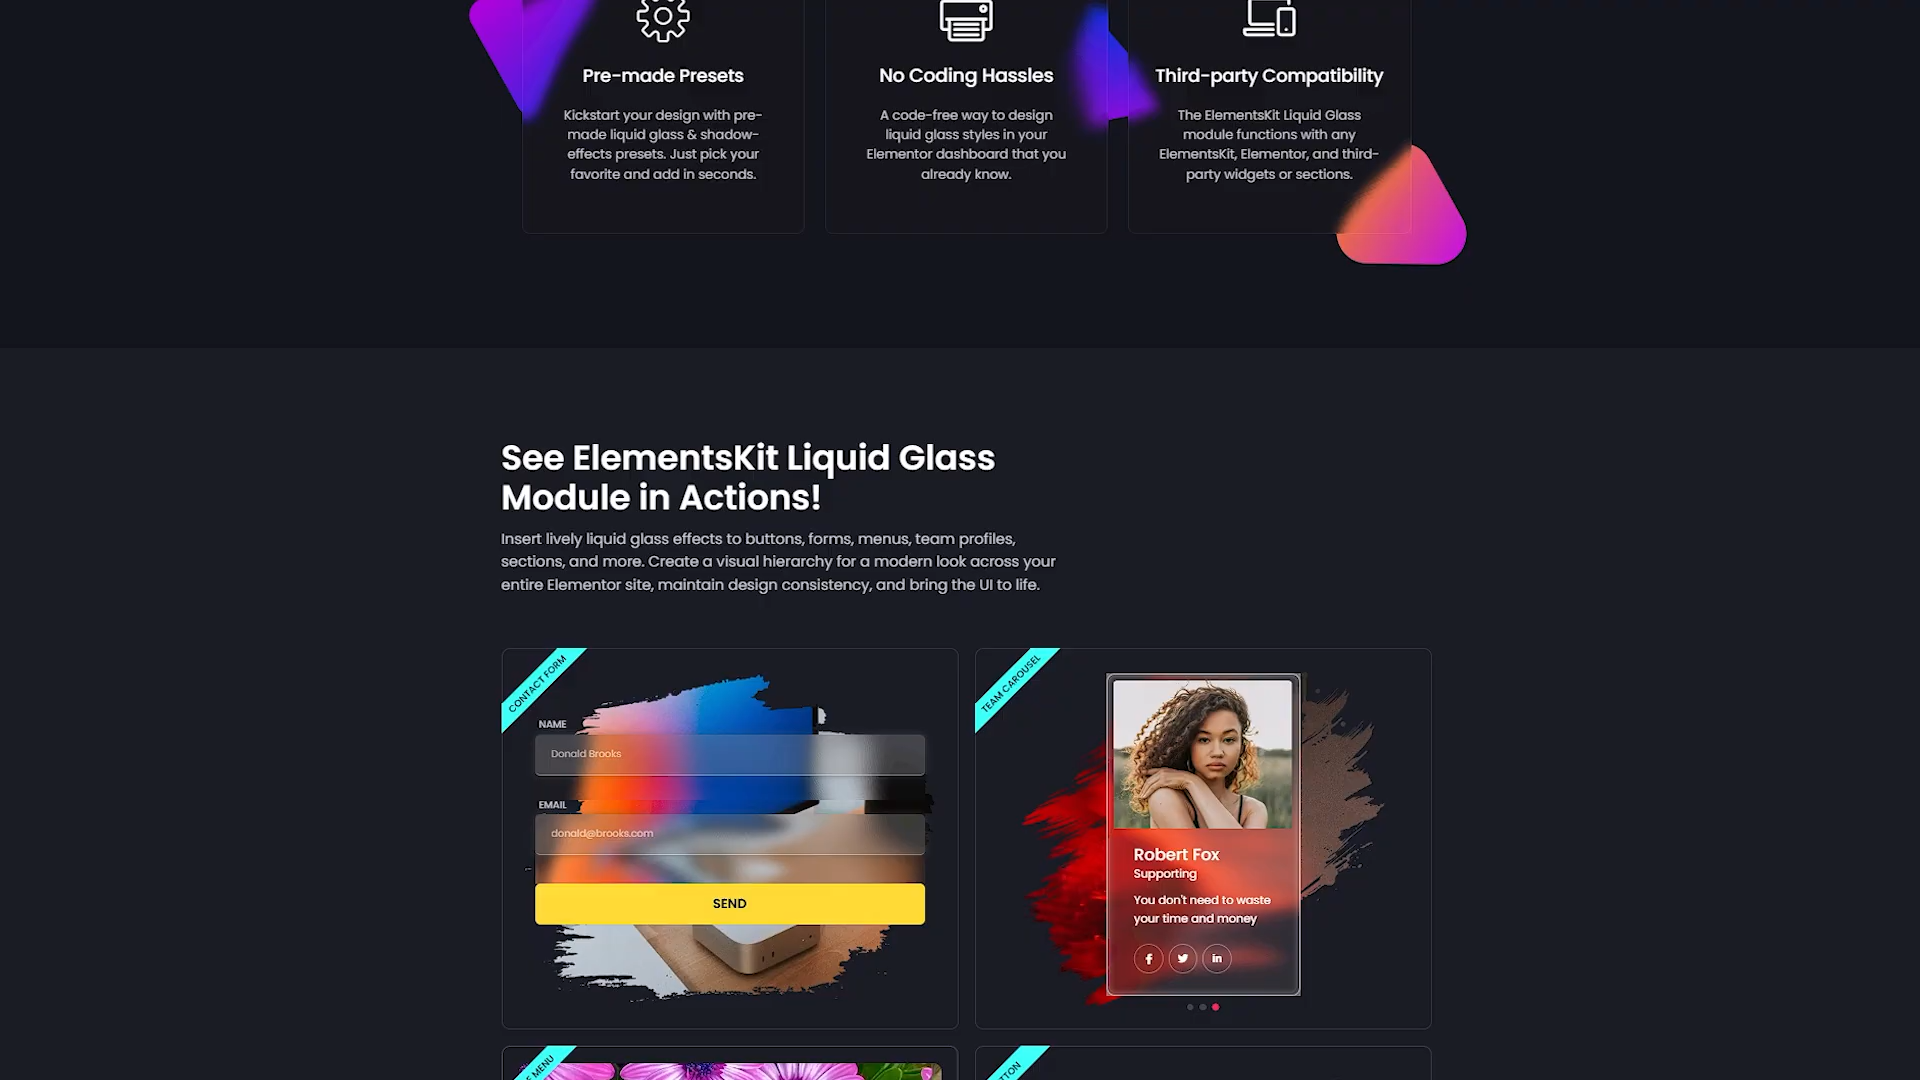 Pre-made Presets
Kickstart your design with pre-
made liquid glass & shadow-
effects presets. Just pick your
favorite and add in seconds.
No Coding Hassles
A code-free way to design
liquid glass styles in your
Elementor dashboard that you
already know.
Third-party Compatibility
The ElementsKit Liquid Glass
module functions with any
ElementsKit, Elementor, and third-
party widgets or sections.
See ElementsKit Liquid Glass
Module in Actions!
Insert lively liquid glass effects to buttons, forms, menus, team profiles,
sections, and more. Create a visual hierarchy for a modern look across your
entire Elementor site, maintain design consistency, and bring the UI to life.
CONTACT FORM
NAME
Donald Brooks
EMAIL
donald@brooks.com
SEND
TEAM CAROUSEL
Robert Fox
Supporting
You don't need to waste
your time and money
MENU